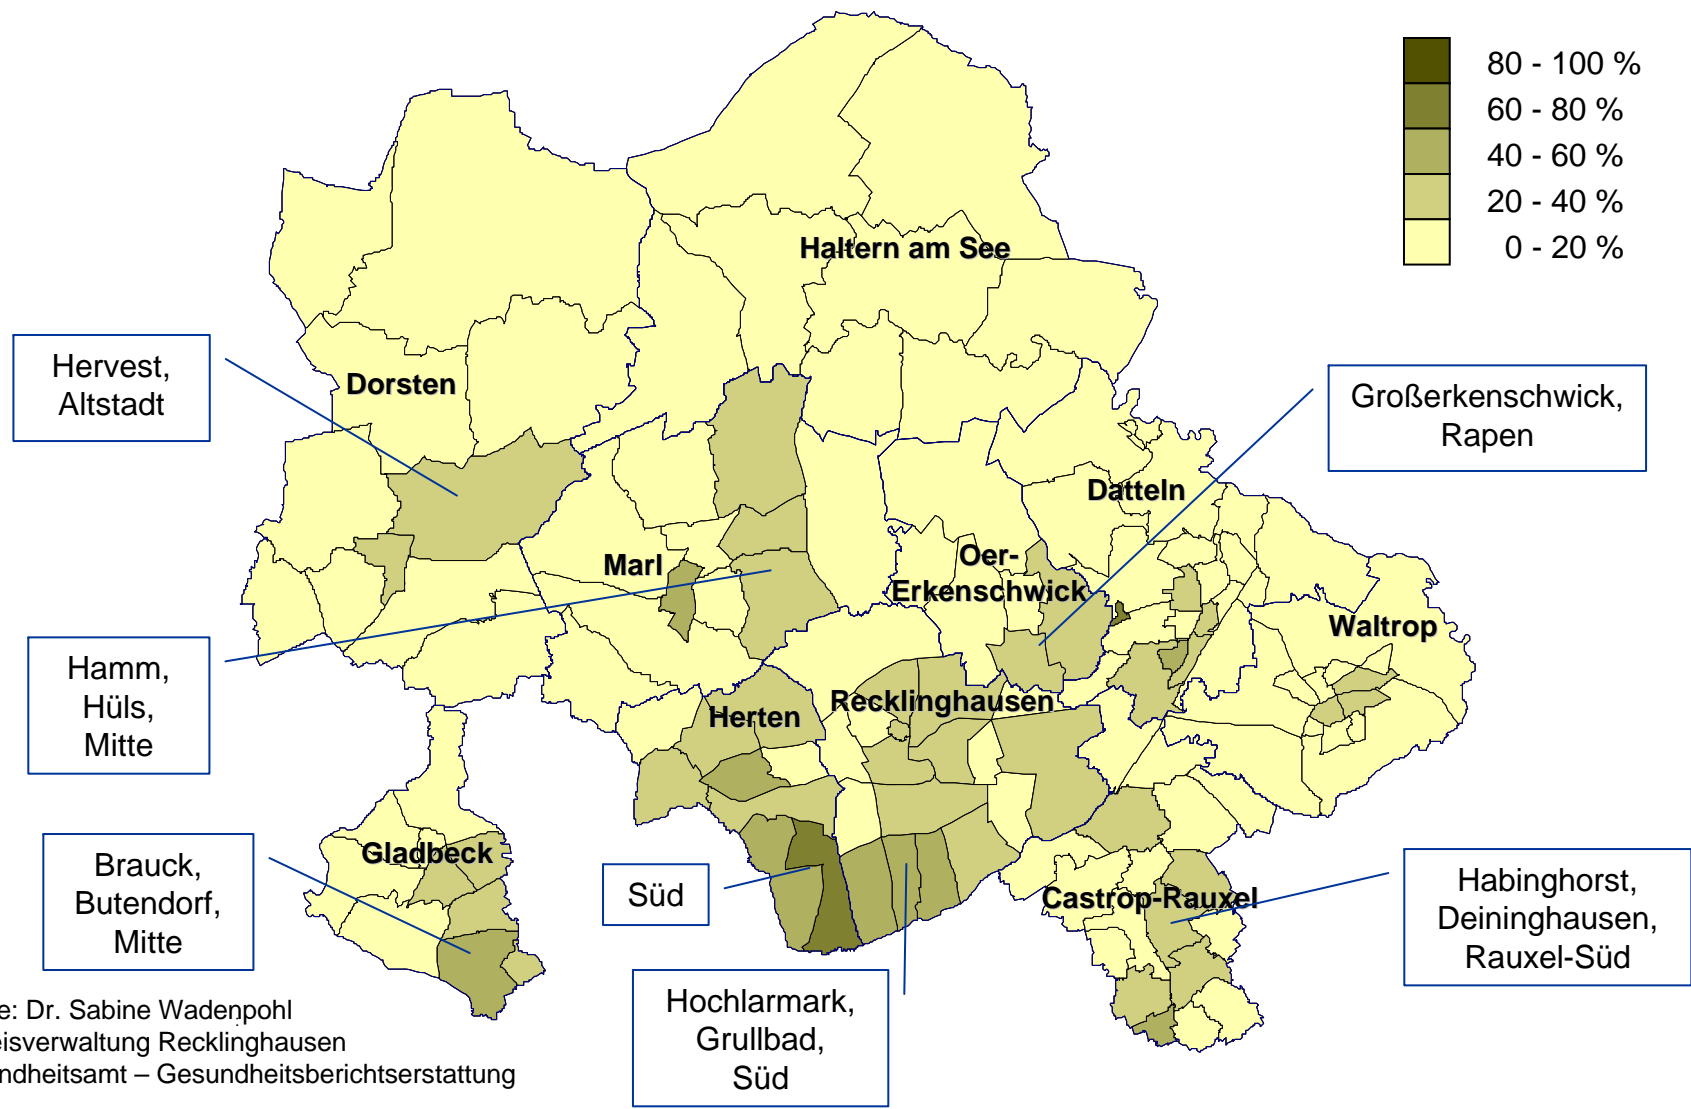 80 - 100 %
60 - 80 %
40 - 60 %
20 - 40 %
0 - 20 %
Haltern am See
Hervest,
Altstadt
Dorsten
Großerkenschwick,
Rapen
Datteln
Marl
Oer-
Erkenschwick
Waltrop
Hamm,
Hüls,
Mitte
Herten
Recklinghausen
Brauck,
Butendorf,
Mitte
Gladbeck
Süd
Castrop-Rauxel
Habinghorst,
Deininghausen,
Rauxel-Süd
Hochlarmark,
Grullbad,
Süd
e: Dr. Sabine Wadenpohl
eisverwaltung Recklinghausen
ndheitsamt – Gesundheitsberichtserstattung